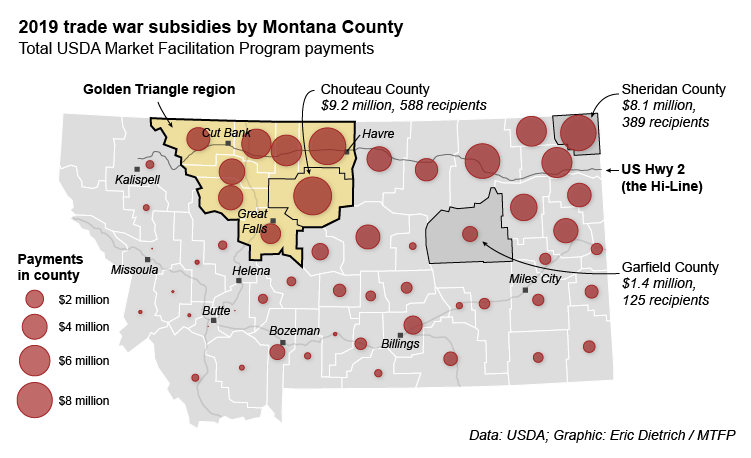 2019 trade war subsidies by Montana County
Total USDA Market Facilitation Program payments
Golden Triangle region
Chouteau County
$9.2 million, 588 recipients
Sheridan County
$8.1 million,
389 recipients
Cut Bank
Havre
US Hwy 2
(the Hi-Line)
Kalispell
Great
Falls
Payments
in county
$2 million
$4 million
$6 million
$8 million
Missoula
Helena
Garfield County
$1.4 million,
125 recipients
Miles City
Butte
Bozeman
Billings
Data: USDA; Graphic: Eric Dietrich / MTFP